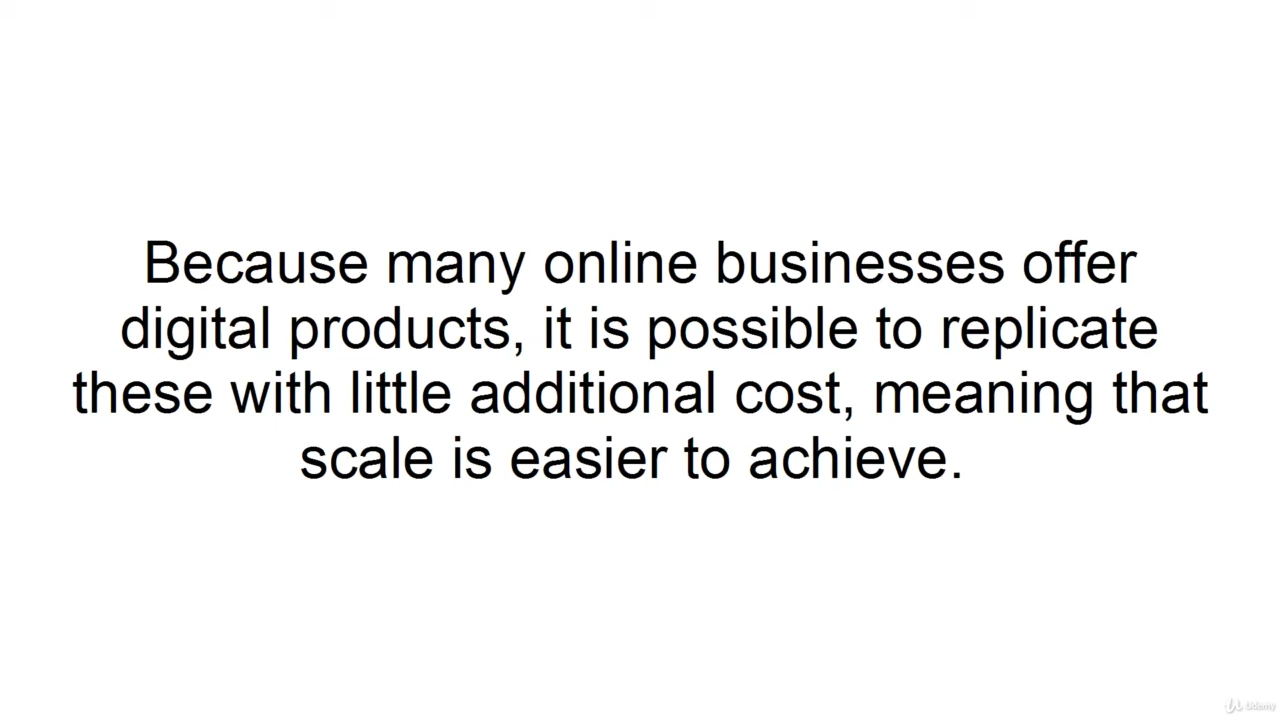 Because many online businesses offer
digital products, it is possible to replicate
these with little additional cost, meaning that
scale is easier to achieve.
Udemy